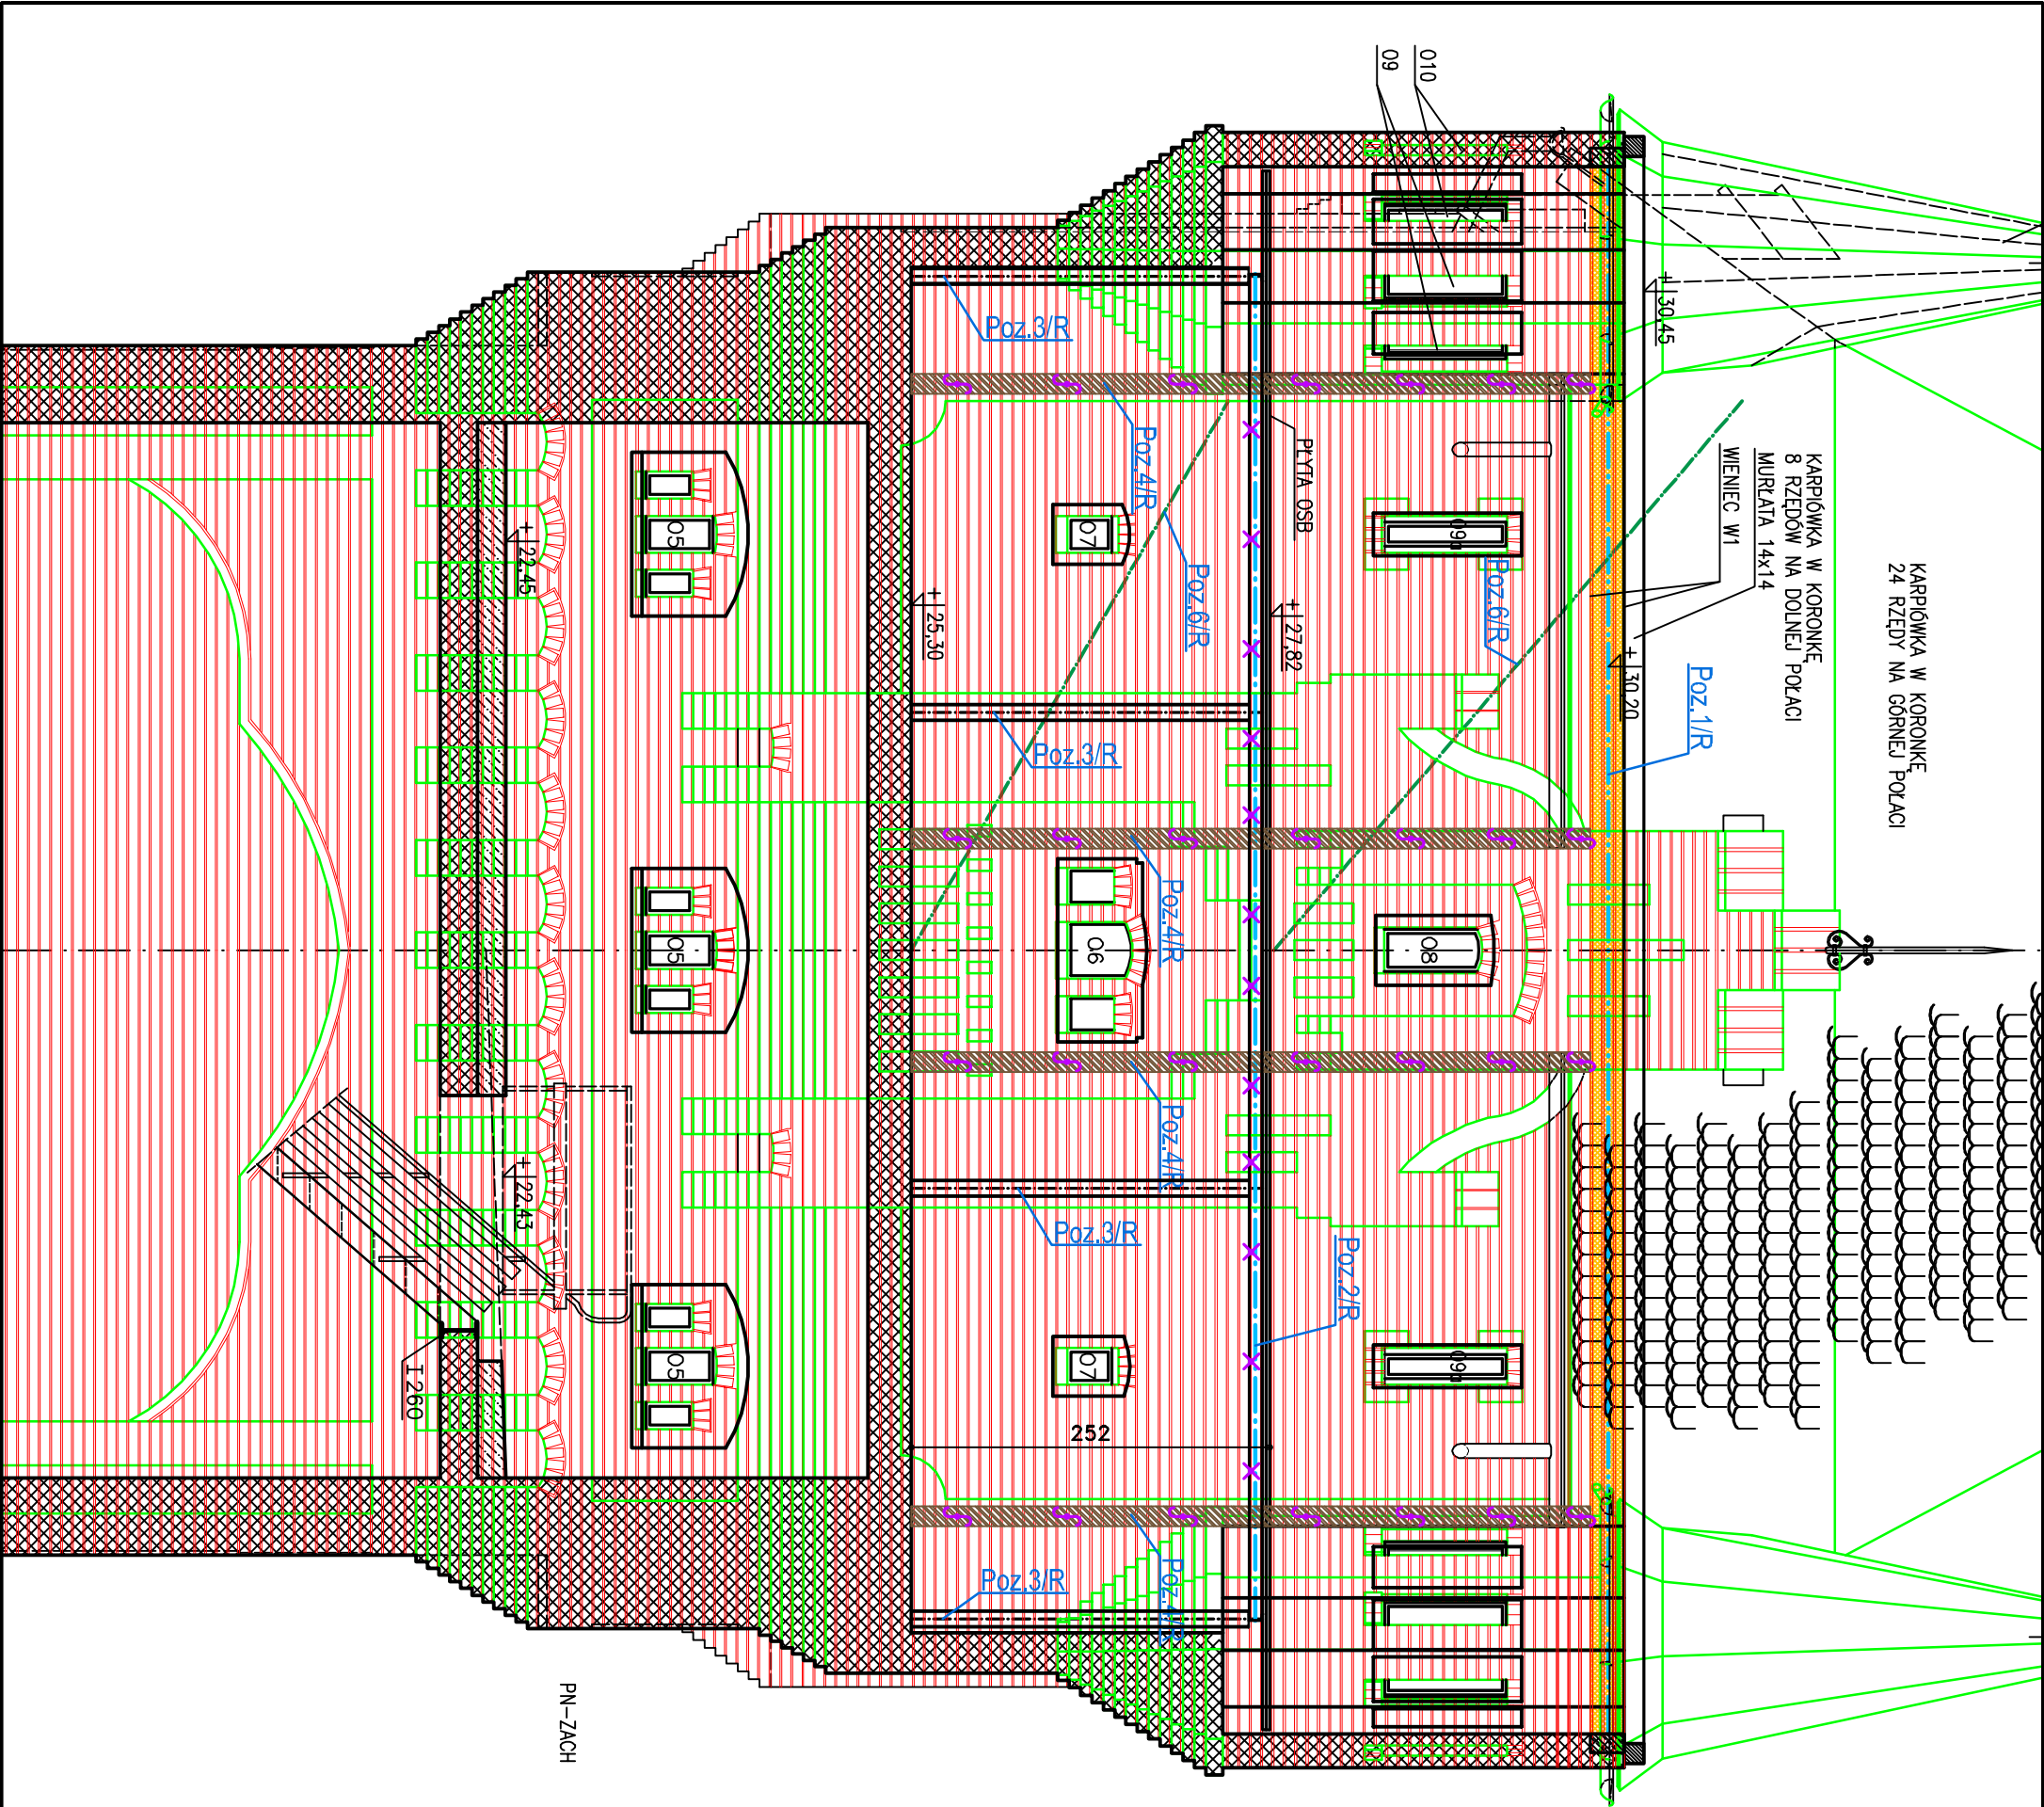 KARPIÓWKA W KORONKĘ
24 RZĘDY NA GÓRNEJ POŁACI
KARPIÓWKA W KORONKĘ
8 RZĘDÓW NA DOLNEJ POŁACI
MURŁATA 14x14
WIENIEC W1
+30,45
+30,20
Poz.1/R
010
09
Poz.6/R
09a
08
09a
PŁYTA OSB
+27,82
Poz.2/R
Poz.3/R
Poz.4/R
Poz.6/R
Poz.4/R
Poz.4/R
Poz.4/R
07
06
07
252
Poz.3/R
Poz.3/R
Poz.3/R
+25,30
05
05
05
+22,45
+22,43
I 260
PN-ZACH